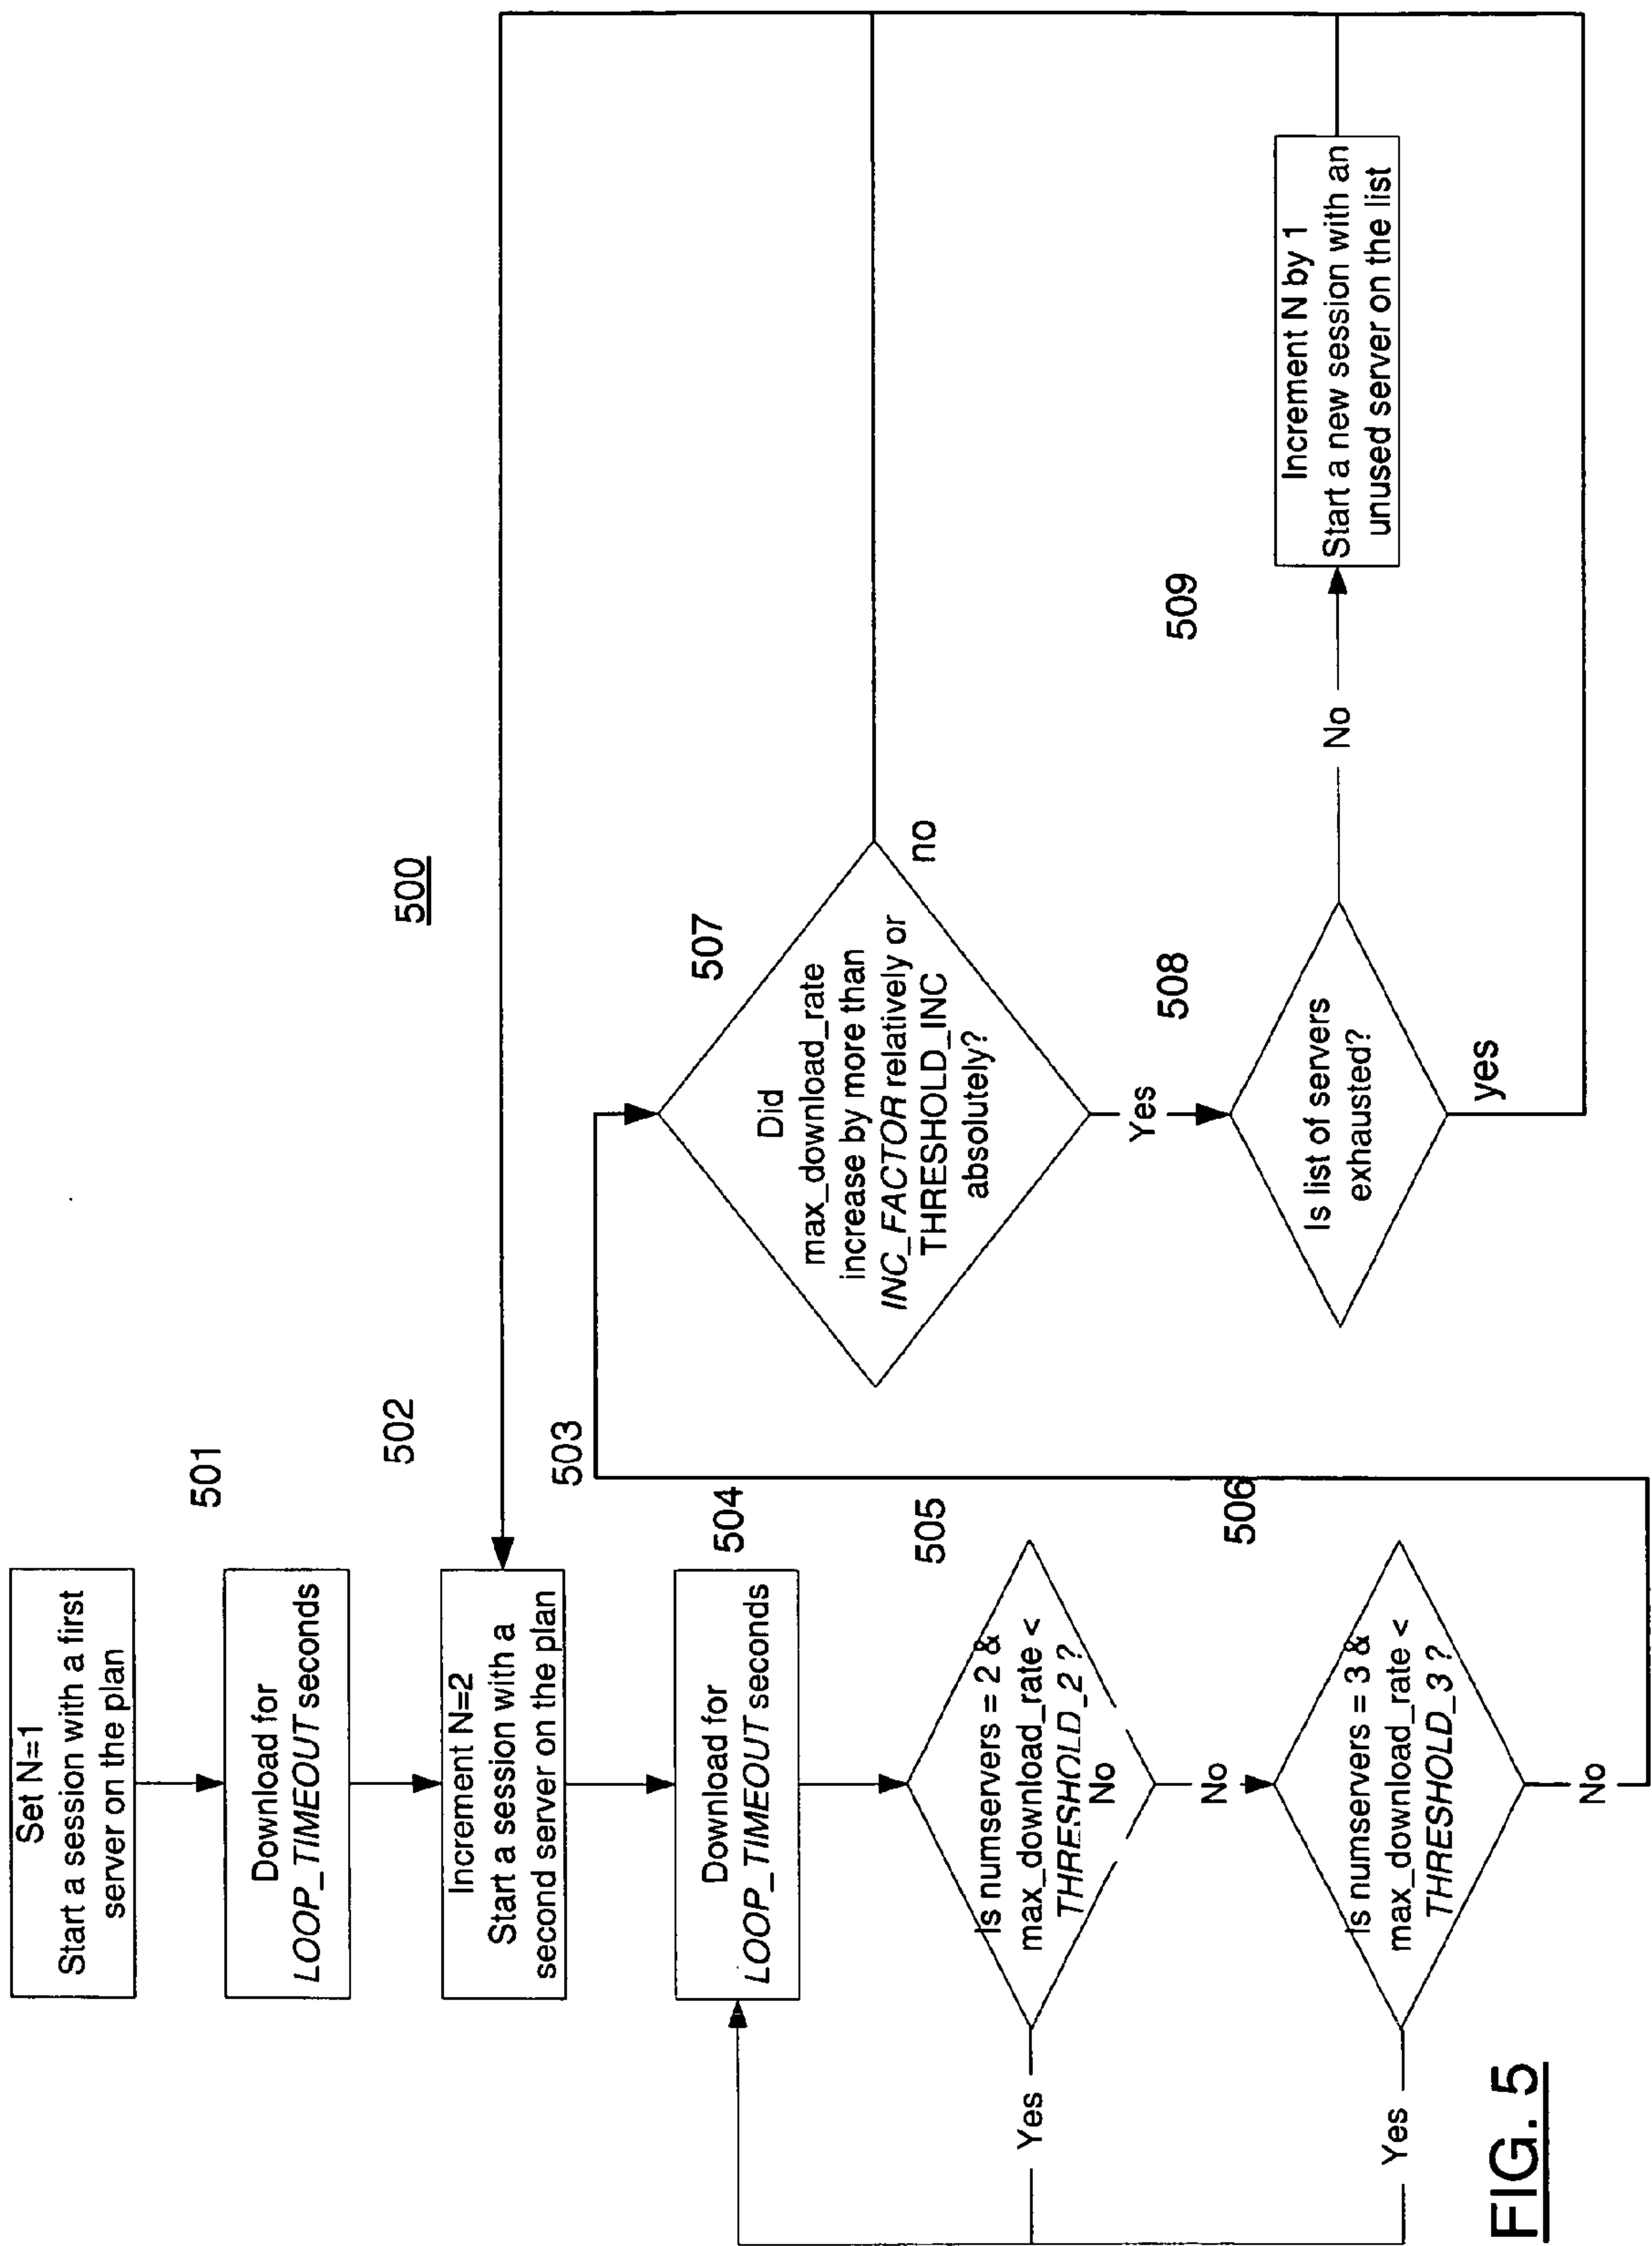 500
501
Set N=1
Start a session with a first
server on the plan
502
Download for
LOOP_TIMEOUT seconds
503
Increment N=2
Start a session with a
second server on the plan
504
Download for
LOOP_TIMEOUT seconds
505
Is numservers = 2 &
max_download_rate <
THRESHOLD_2 ?
No
Yes
No
506
Is numservers = 3 &
max_download_rate <
THRESHOLD_3 ?
Yes
No
507
Did
max_download_rate
increase by more than
INC_FACTOR relatively or
THRESHOLD_INC
absolutely?
no
Yes
508
Is list of servers
exhausted?
yes
No
509
Increment N by 1
Start a new session with an
unused server on the list
FIG. 5